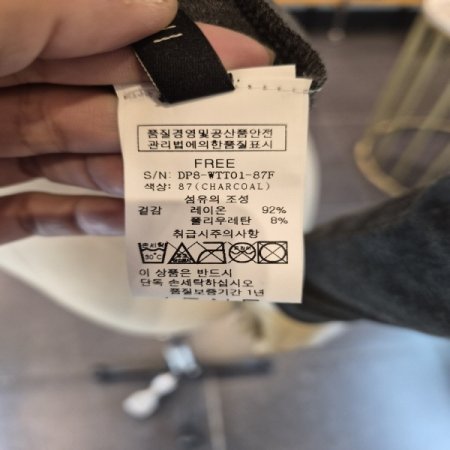 품질경영및공산품안전
관리법에의한품질표시
FREE
S/N: DP8-WTT01-87F
색상: 87(CHARCOAL)
섬유의 조성
겉감 레이온 92%
폴리우레탄 8%
취급시주의사항
이 상품은 반드시
단독 손세탁하십시오
품질보증기간 1년